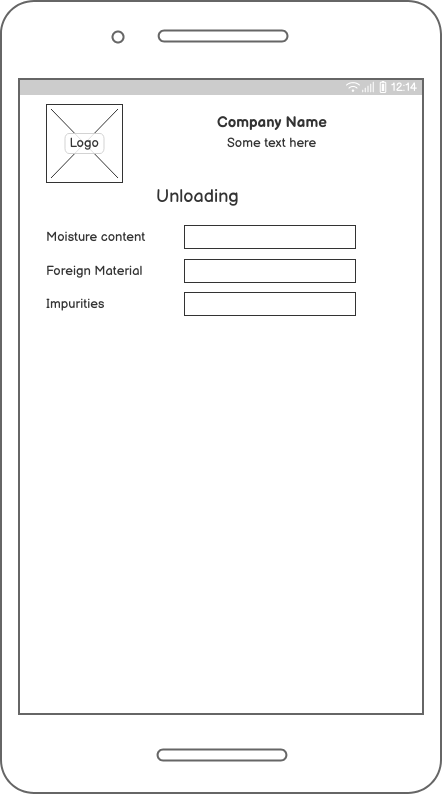 12:14
Logo
Company Name
Some text here
Unloading
Moisture content
Foreign Material
Impurities